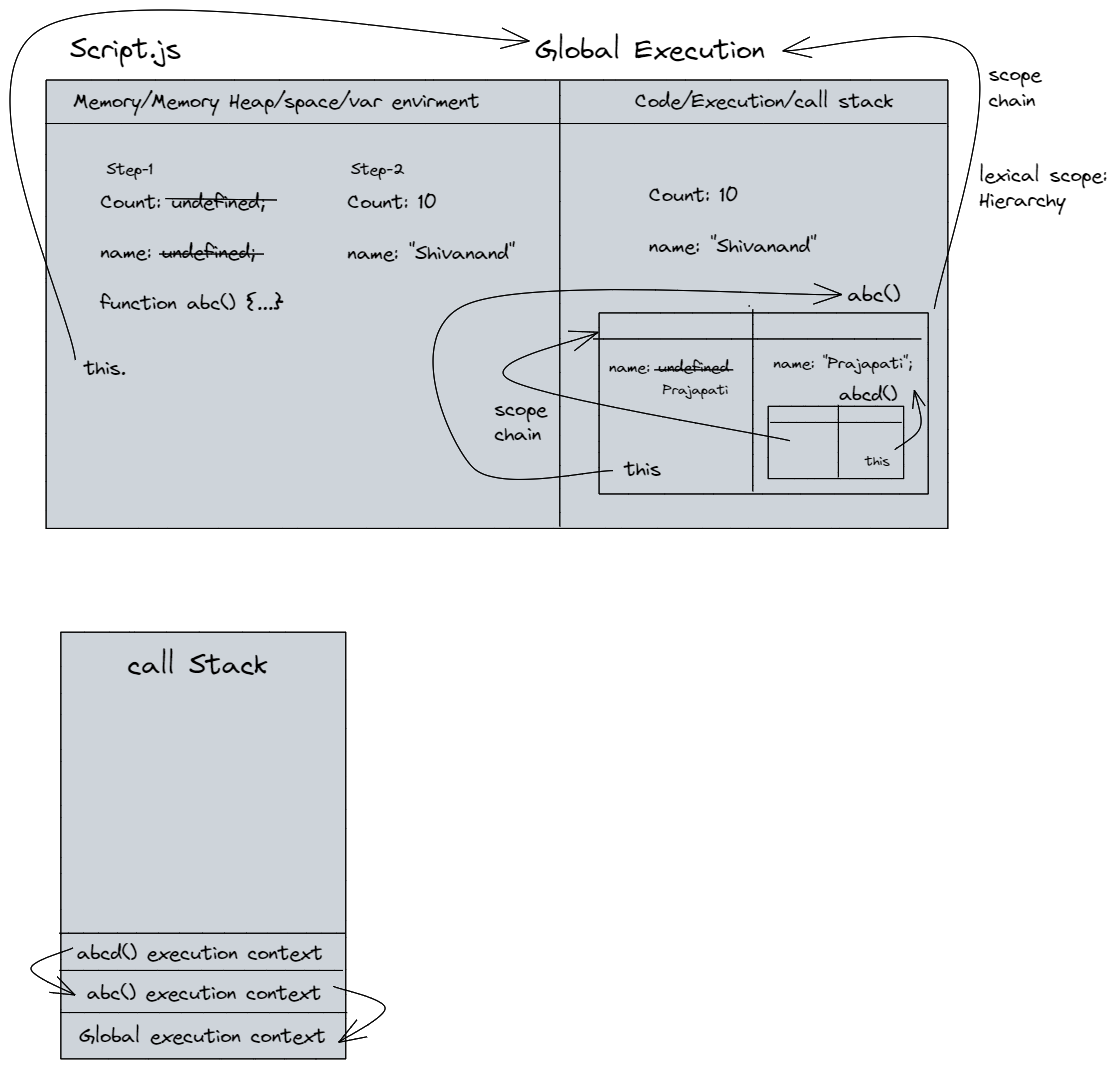 Script.js
Global Execution
scope
chain
lexical scope:
Hierarchy
Memory/Memory Heap/space/var envirment
Code/Execution/call stack
Step-1
Step-2
Count: undefined;
Count: 10
name: undefined;
name: "Shivanand"
function abc() {...}
this.
Count: 10
name: "Shivanand"
abc()
name: undefined
Prajapati
name: "Prajapati";
abcd()
scope
chain
this
this
call Stack
abcd() execution context
abc() execution context
Global execution context